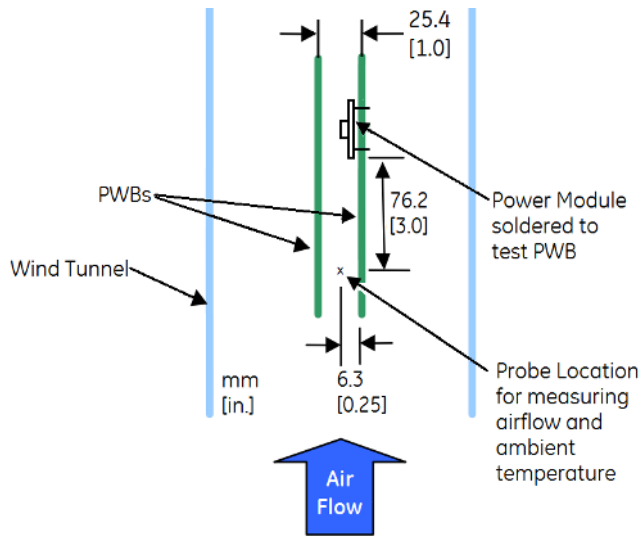 25.4
[1.0]
PWBs
76.2
[3.0]
Power Module
soldered to
test PWB
Wind Tunnel
x
mm
[in.]
6.3
[0.25]
Probe Location
for measuring
airflow and
ambient
temperature
Air
Flow